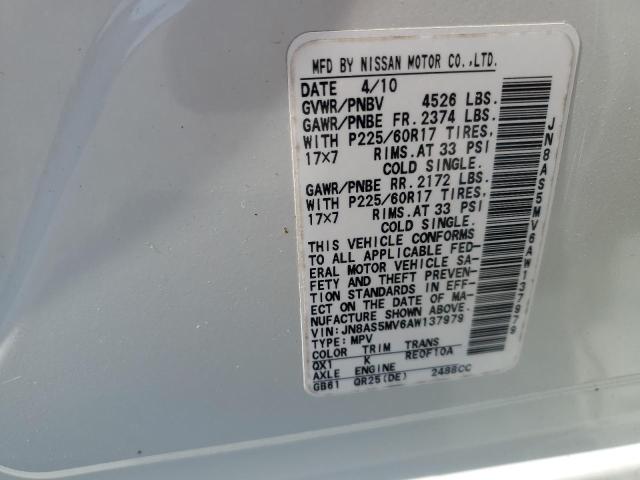 MFD BY NISSAN MOTOR CO.,LTD.
DATE 4/10
GVWR/PNBV 4526 LBS.
GAWR/PNBE FR. 2374 LBS.
WITH P225/60R17 TIRES,
17X7 RIMS.AT 33 PSI
COLD SINGLE.
GAWR/PNBE RR. 2172 LBS.
WITH P225/60R17 TIRES,
17X7 RIMS.AT 33 PSI
COLD SINGLE.
THIS VEHICLE CONFORMS
TO ALL APPLICABLE FED-
ERAL MOTOR VEHICLE SA-
FETY AND THEFT PREVEN-
TION STANDARDS IN EFF-
ECT ON THE DATE OF MA-
NUFACTURE SHOWN ABOVE.
VIN: JN8AS5MV6AW137979
TYPE: MPV
COLOR TRIM TRANS
QX1 K RE0F10A
AXLE ENGINE
GB61 QR25(DE) 2488CC
JN8AS5MV6AW137979